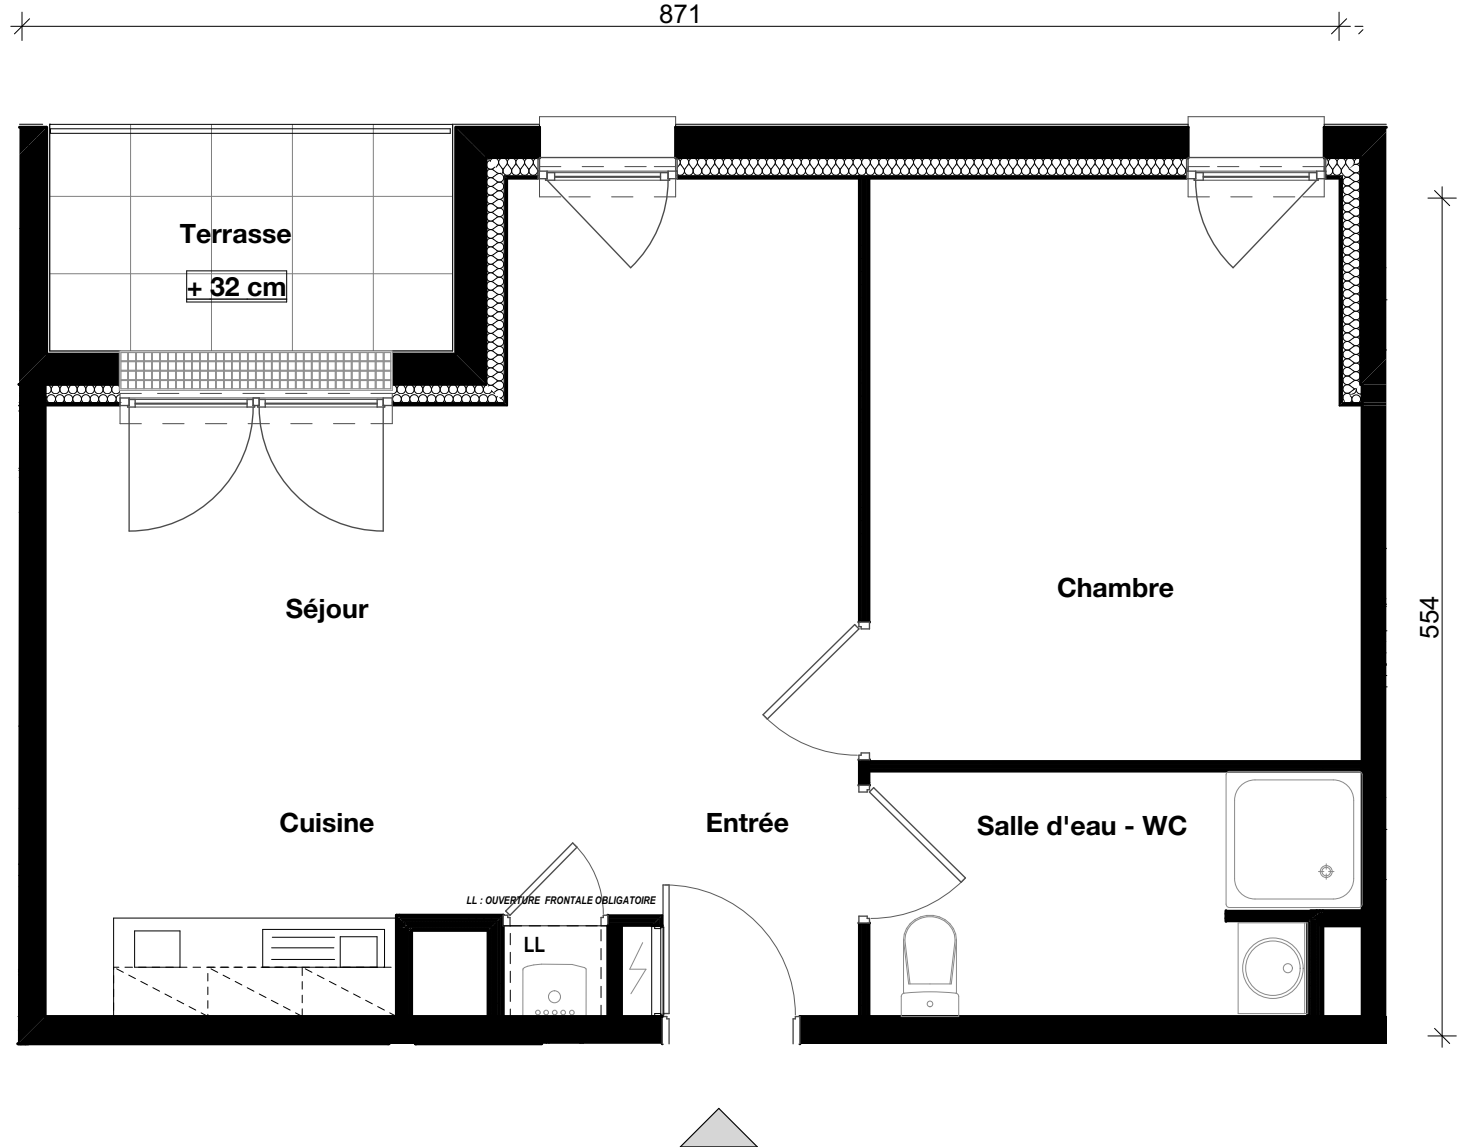 871
Terrasse
+ 32 cm
554
Chambre
Séjour
Cuisine
Entrée
Salle d'eau - WC
LL : OUVERTURE FRONTALE OBLIGATOIRE
LL